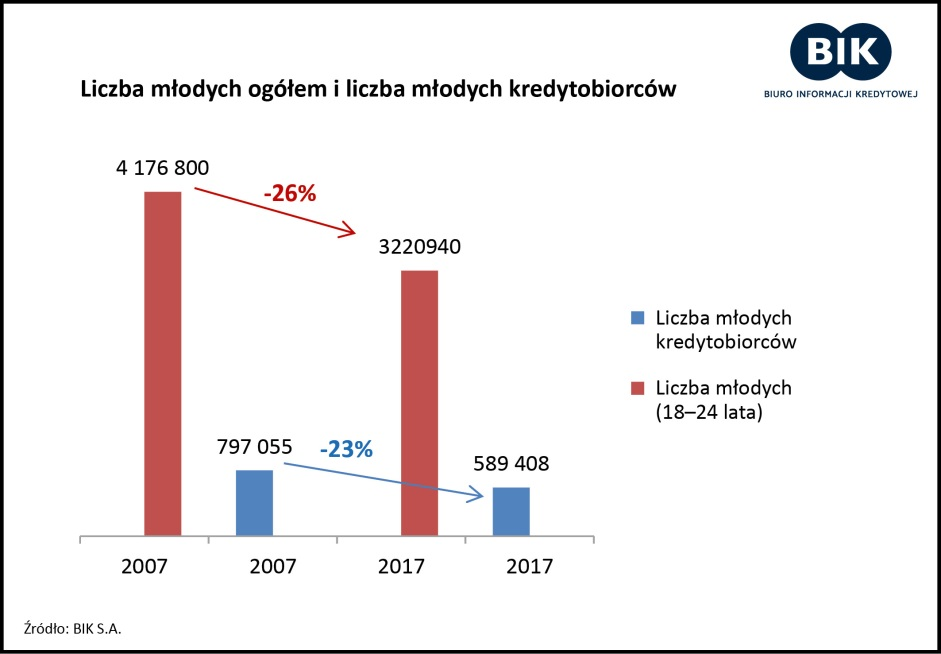 BIK
BIURO INFORMACJI KREDYTOWEJ
Liczba młodych ogółem i liczba młodych kredytobiorców
4 176 800
-26%
3220940
Liczba młodych
kredytobiorców
Liczba młodych
(18–24 lata)
797 055
-23%
589 408
2007 2007 2017 2017
Źródło: BIK S.A.